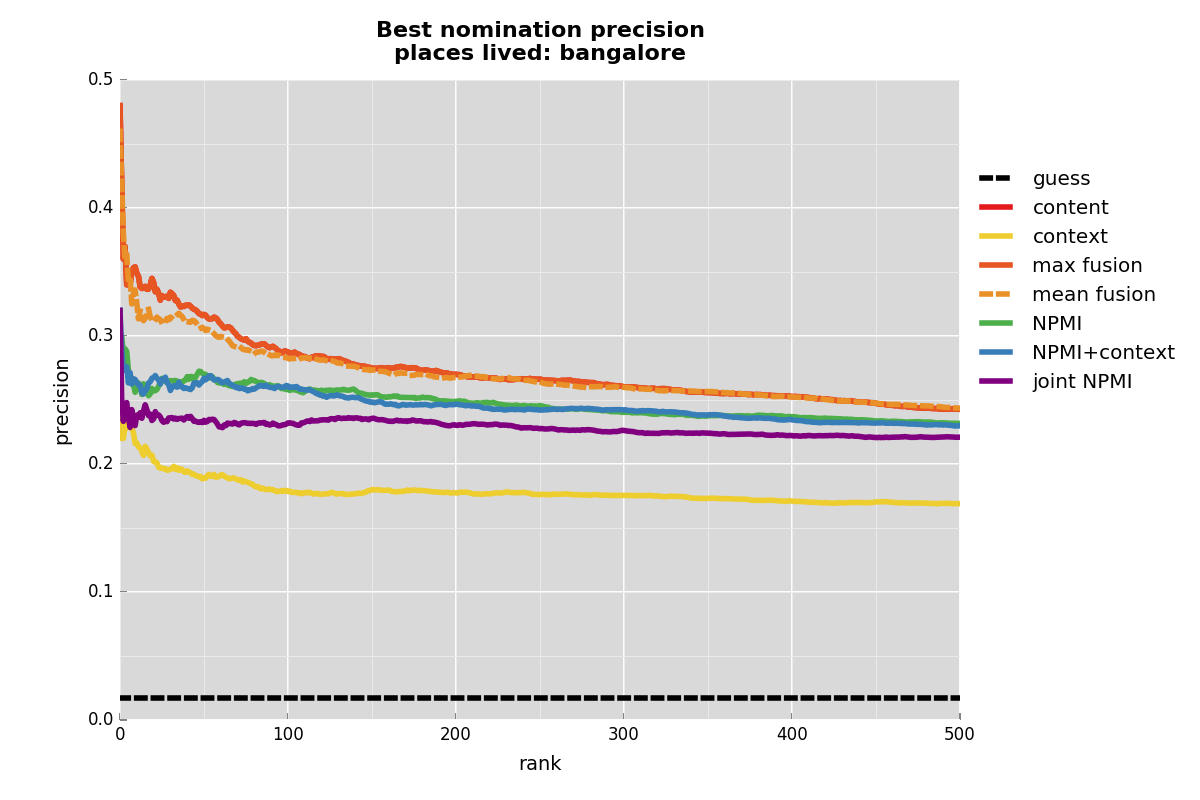 Best nomination precision
places lived: bangalore
precision
0.5
0.4
0.3
0.2
0.1
0.0
0
100
200
300
400
500
rank
guess
content
context
max fusion
mean fusion
NPMI
NPMI+context
joint NPMI